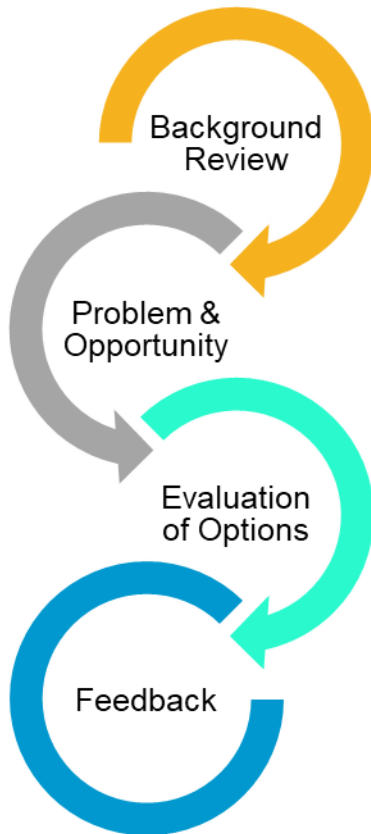 Background
Review
Problem &
Opportunity
Evaluation
of Options
Feedback